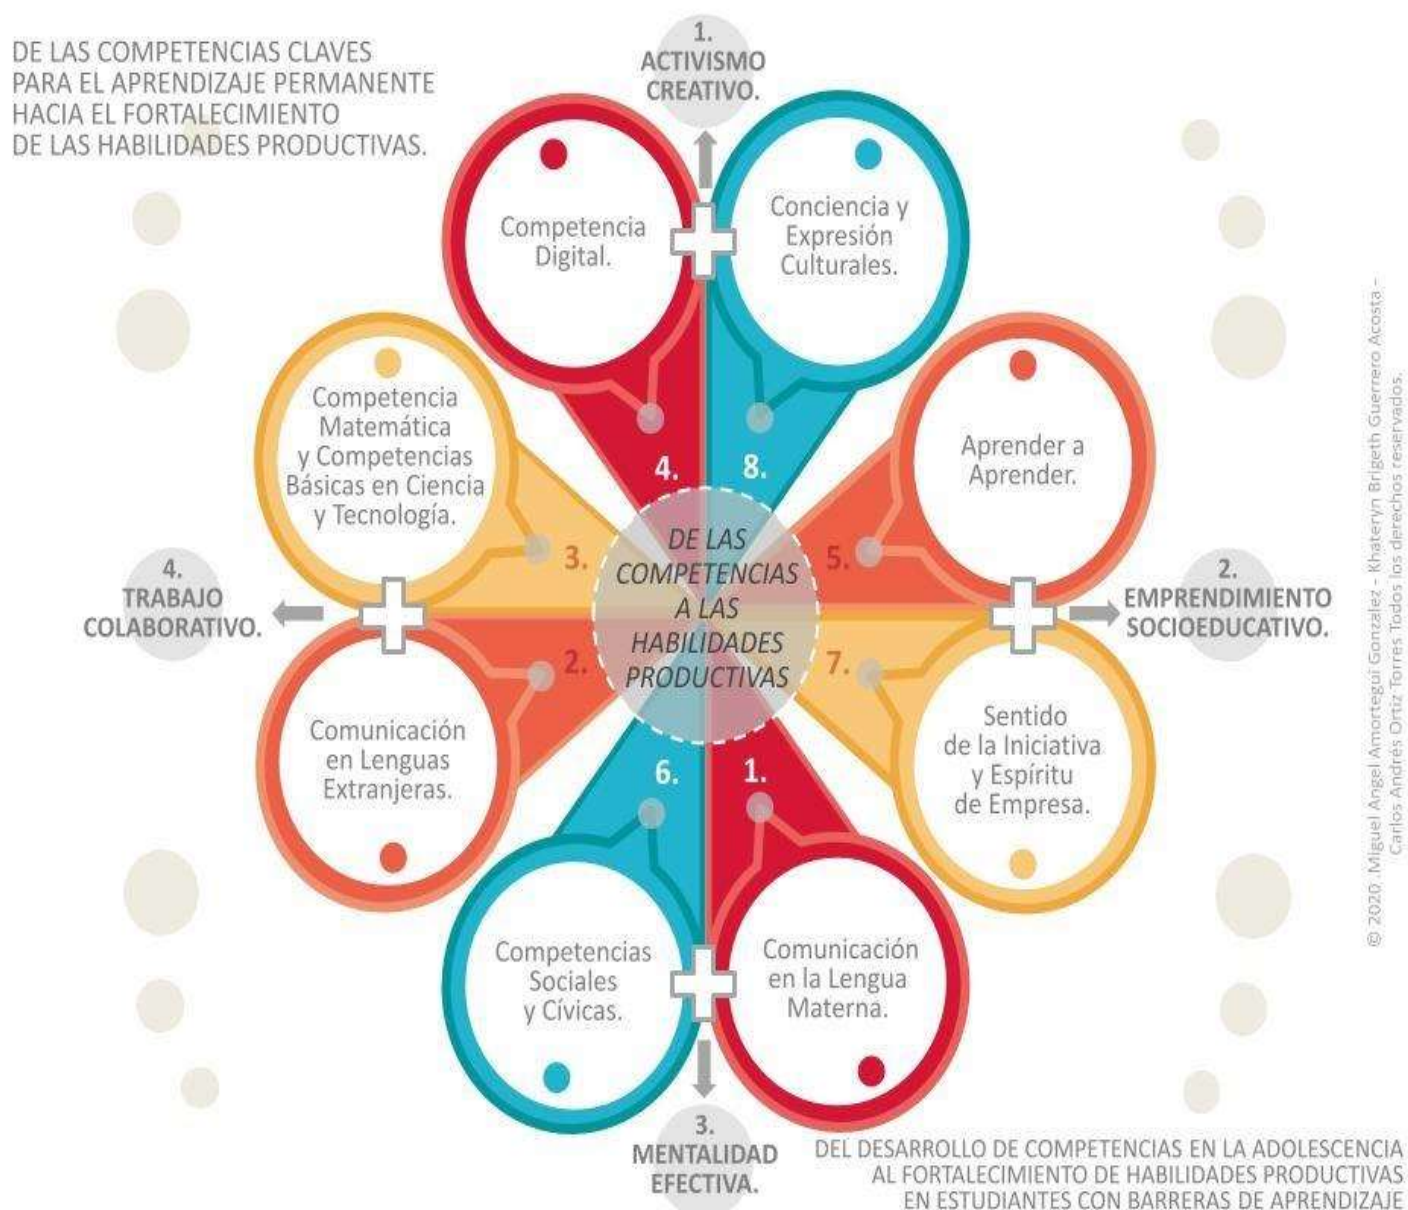 DE LAS COMPETENCIAS CLAVES
PARA EL APRENDIZAJE PERMANENTE
HACIA EL FORTALECIMIENTO
DE LAS HABILIDADES PRODUCTIVAS.
1.
ACTIVISMO
CREATIVO.
Competencia
Digital.
Conciencia y
Expresión
Culturales.
Competencia
Matemática
y Competencias
Básicas en Ciencia
y Tecnología.
Aprender a
Aprender.
4.
8.
3.
5.
DE LAS
COMPETENCIAS
A LAS
HABILIDADES
PRODUCTIVAS
4.
TRABAJO
COLABORATIVO.
2.
EMPRENDIMIENTO
SOCIOEDUCATIVO.
2.
7.
Comunicación
en Lenguas
Extranjeras.
Sentido
de la Iniciativa
y Espíritu
de Empresa.
6.
1.
Competencias
Sociales
y Cívicas.
Comunicación
en la Lengua
Materna.
3.
MENTALIDAD
EFECTIVA.
DEL DESARROLLO DE COMPETENCIAS EN LA ADOLESCENCIA
AL FORTALECIMIENTO DE HABILIDADES PRODUCTIVAS
EN ESTUDIANTES CON BARRERAS DE APRENDIZAJE
© 2020 .Miguel Angel Amortegui Gonzalez - Khateryn Brigeth Guerrero Acosta –
Carlos Andrés Ortiz Torres Todos los derechos reservados.